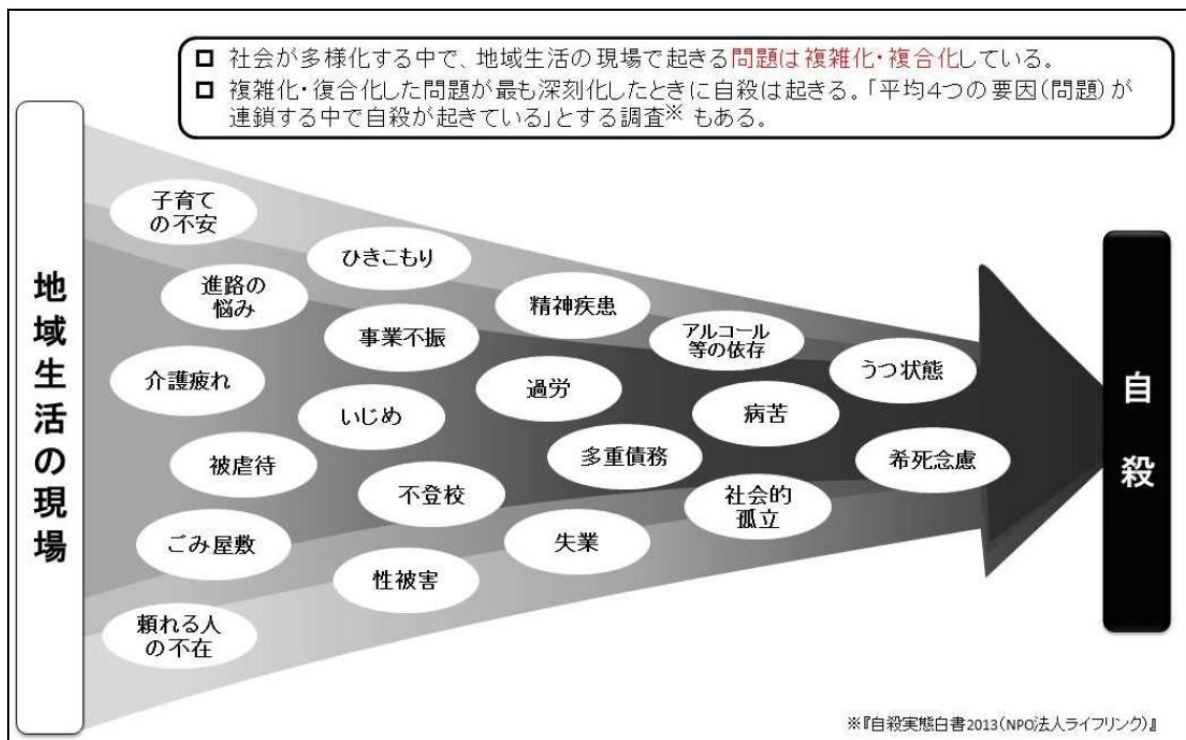 □ 社会が多様化する中で、地域生活の現場で起きる問題は複雑化・複合化している。
□ 複雑化・復合化した問題が最も深刻化したときに自殺は起きる。「平均4つの要因(問題)が
連鎖する中で自殺が起きている」とする調査※ もある。
地域生活の現場
子育て
の不安
ひきこもり
進路の
悩み
精神疾患
事業不振
アルコール
等の依存
うつ状態
介護疲れ
過労
いじめ
病苦
被虐待
多重債務
希死念慮
不登校
社会的
孤立
ごみ屋敷
失業
性被害
頼れる人
の不在
自殺
※『自殺実態白書2013(NPO法人ライフリンク)』